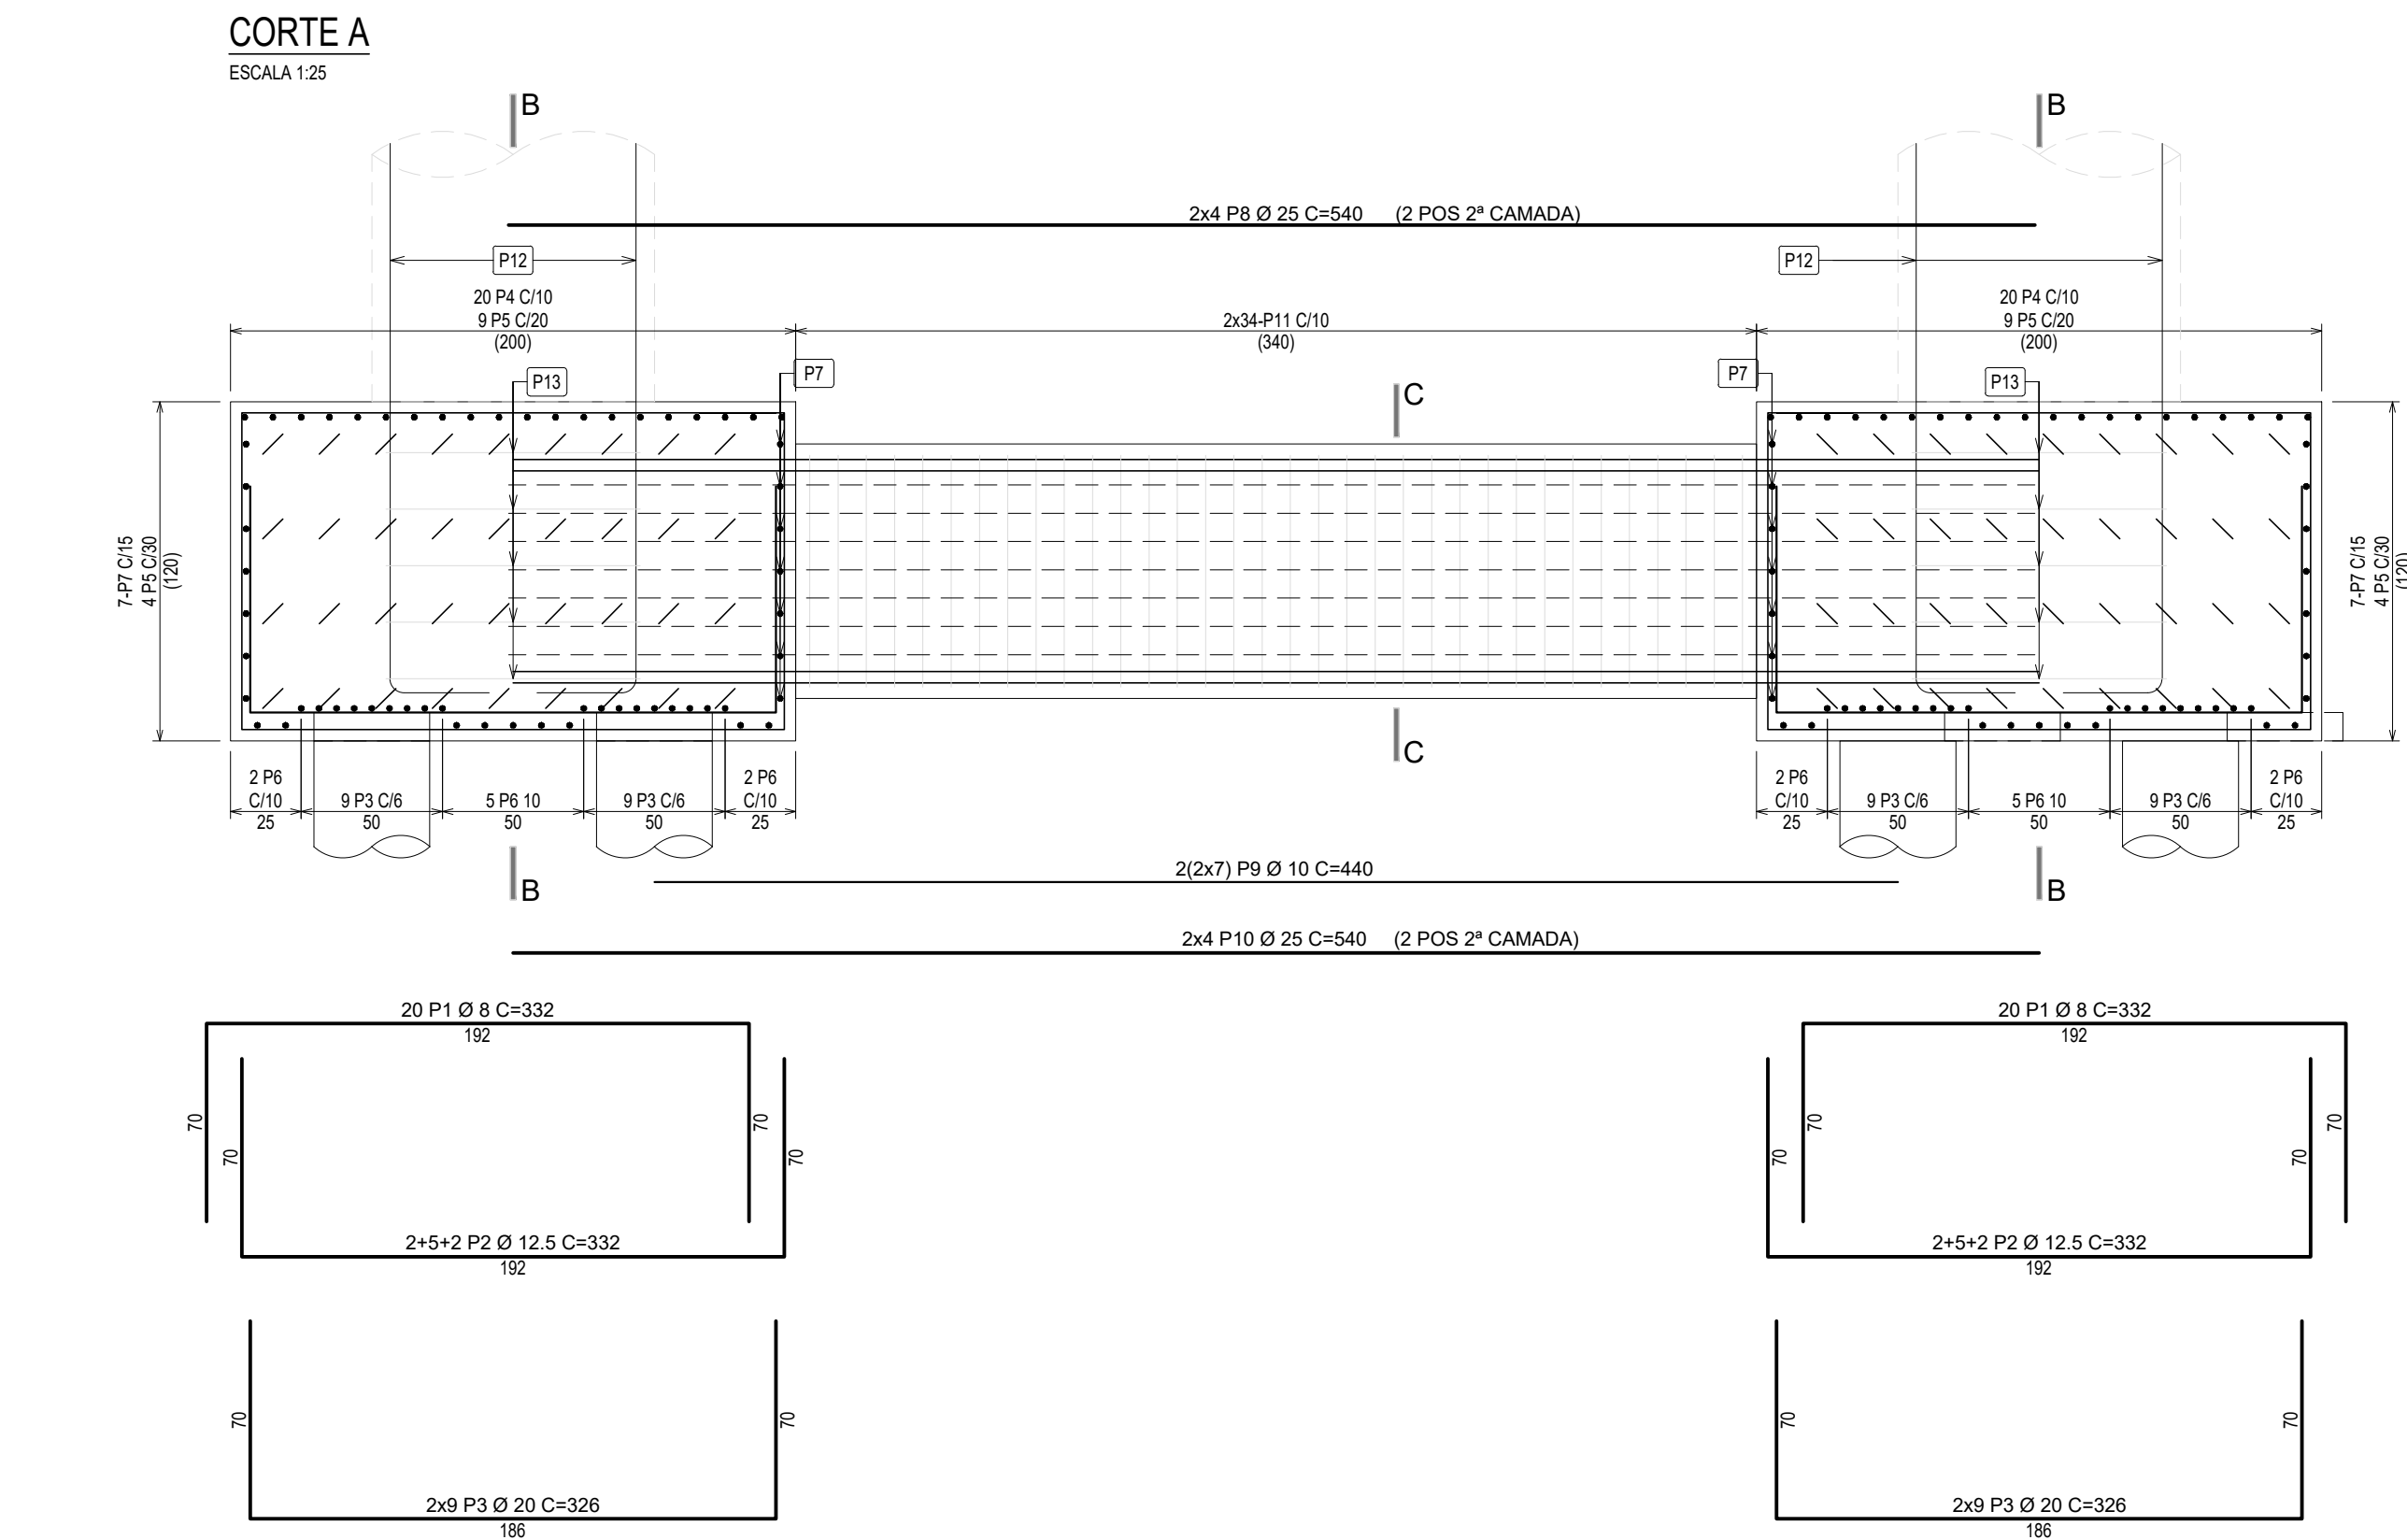 CORTE A
ESCALA 1:25
B
B
2x4 P8 Ø 25 C=540 (2 POS 2ª CAMADA)
P12
P12
20 P4 C/10
9 P5 C/20
(200)
2x34-P11 C/10
(340)
20 P4 C/10
9 P5 C/20
(200)
P13
P7
P7
P13
C
7-P7 C/15
4 P5 C/30
(120)
7-P7 C/15
4 P5 C/30
(120)
C
2 P6
C/10
25
9 P3 C/6
50
5 P6 10
50
9 P3 C/6
50
2 P6
C/10
25
2 P6
C/10
25
9 P3 C/6
50
5 P6 10
50
9 P3 C/6
50
2 P6
C/10
25
B
B
2(2x7) P9 Ø 10 C=440
2x4 P10 Ø 25 C=540 (2 POS 2ª CAMADA)
20 P1 Ø 8 C=332
192
70
70
70
70
2+5+2 P2 Ø 12.5 C=332
192
70
70
2x9 P3 Ø 20 C=326
186
20 P1 Ø 8 C=332
192
70
70
70
70
2+5+2 P2 Ø 12.5 C=332
192
70
70
2x9 P3 Ø 20 C=326
186